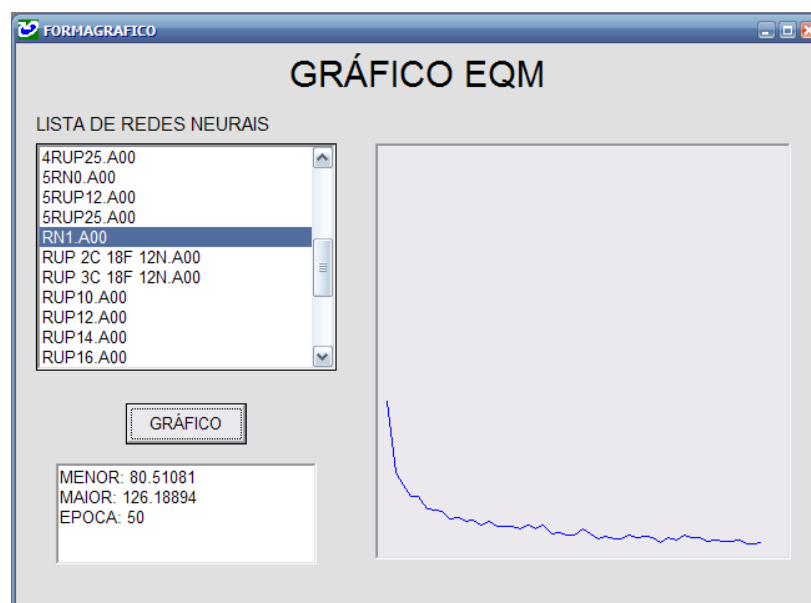 FORMAGRAFICO
GRÁFICO EQM
LISTA DE REDES NEURAIS
4RUP25.A00
5RN0.A00
5RUP12.A00
5RUP25.A00
RN1.A00
RUP 2C 18F 12N.A00
RUP 3C 18F 12N.A00
RUP10.A00
RUP12.A00
RUP14.A00
RUP16.A00
GRÁFICO
MENOR: 80.51081
MAIOR: 126.18894
EPOCA: 50